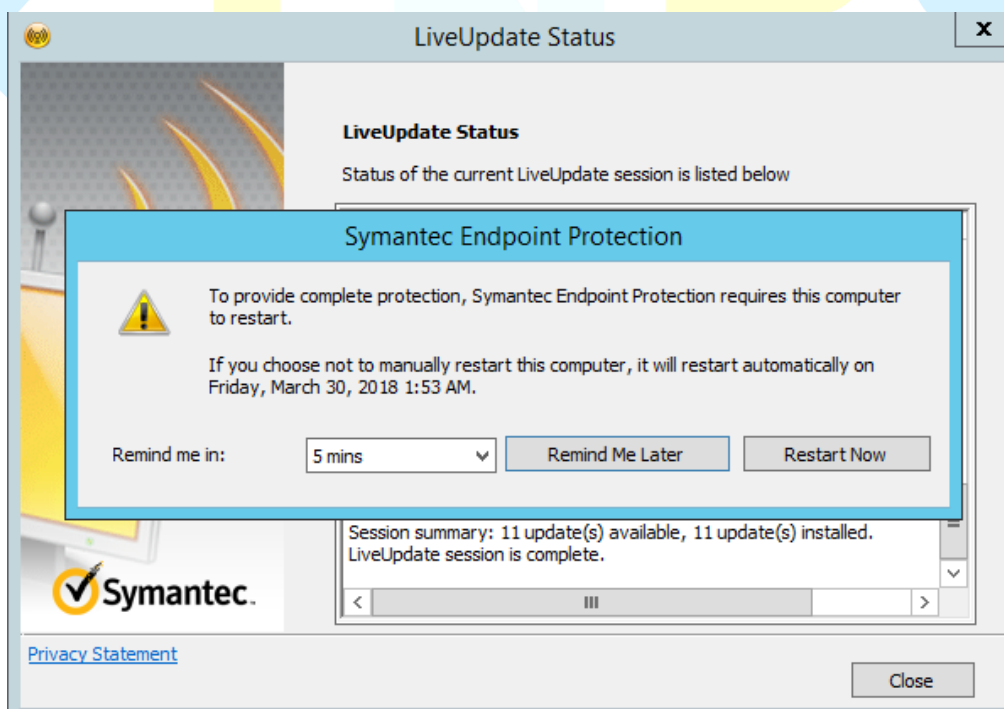 LiveUpdate Status
x
LiveUpdate Status
Status of the current LiveUpdate session is listed below
Symantec Endpoint Protection
To provide complete protection, Symantec Endpoint Protection requires this computer
to restart.
If you choose not to manually restart this computer, it will restart automatically on
Friday, March 30, 2018 1:53 AM.
Remind me in:
5 mins
Remind Me Later
Restart Now
Session summary: 11 update(s) available, 11 update(s) installed.
LiveUpdate session is complete.
Symantec.
Privacy Statement
Close